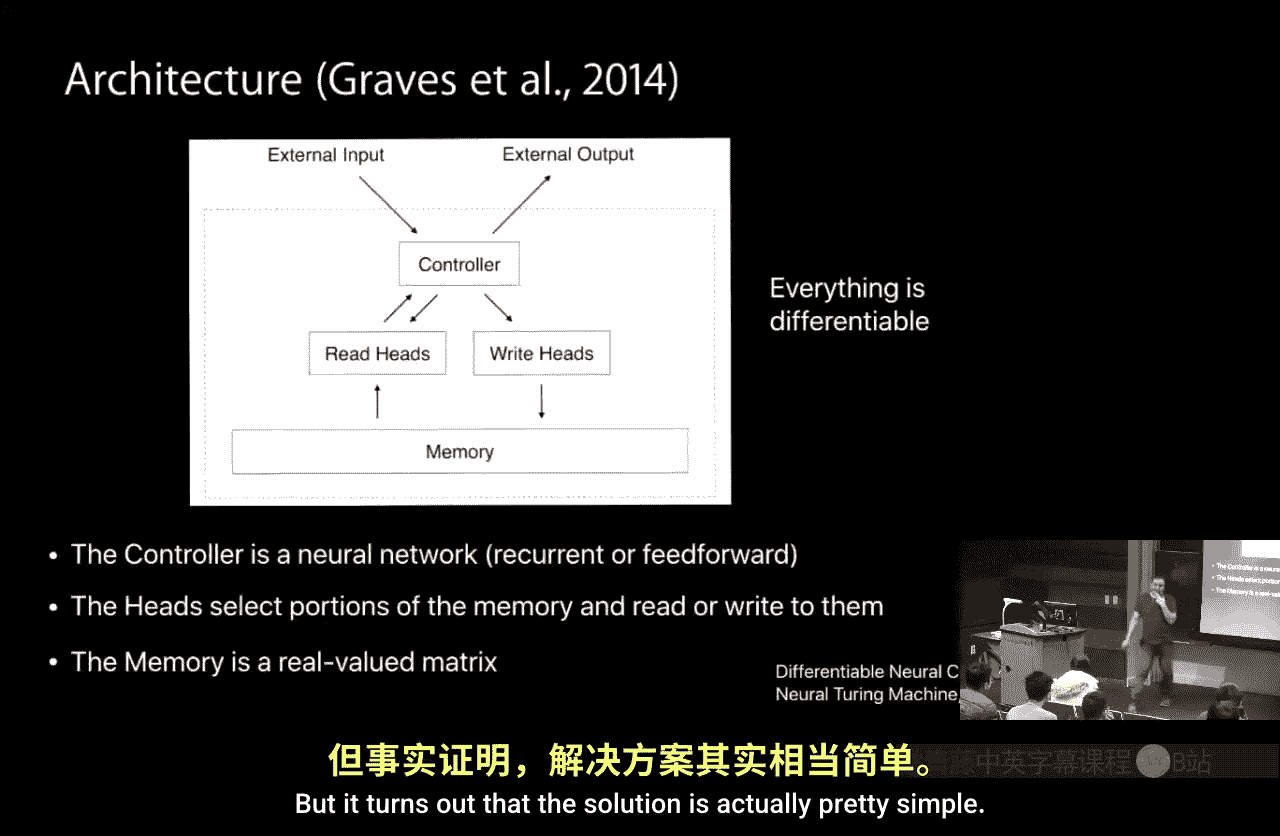 Architecture (Graves et al., 2014)
External Input
External Output
Controller
Read Heads
Write Heads
Memory
Everything is
differentiable
• The Controller is a neural network (recurrent or feedforward)
• The Heads select portions of the memory and read or write to them
• The Memory is a real-valued matrix
Differentiable Neural C
Neural Turing Machine
中英字幕课程
B站
但事实证明，解决方案其实相当简单。
But it turns out that the solution is actually pretty simple.